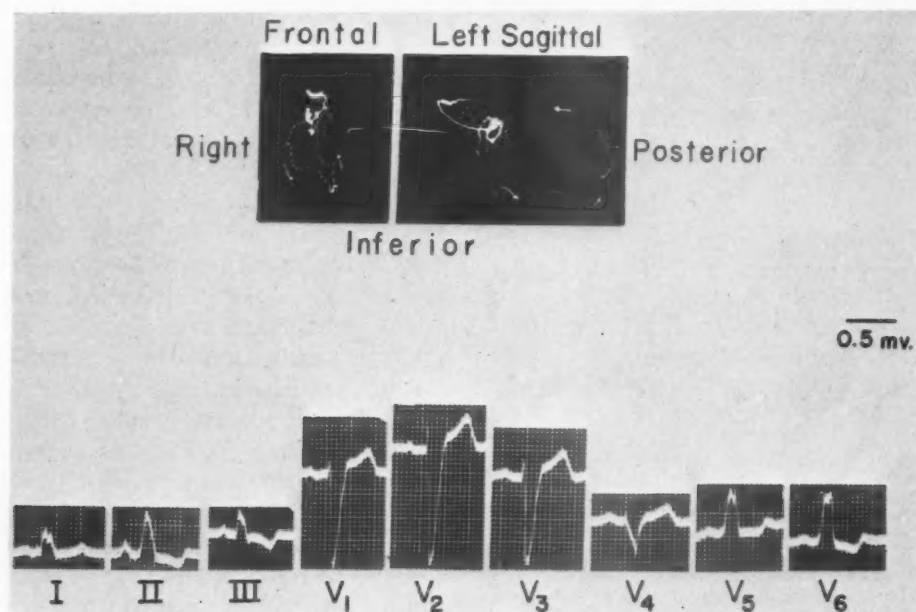 Frontal Left Sagittal
Right Posterior
Inferior
0.5 mv.
I II III V1 V2 V3 V4 V5 V6